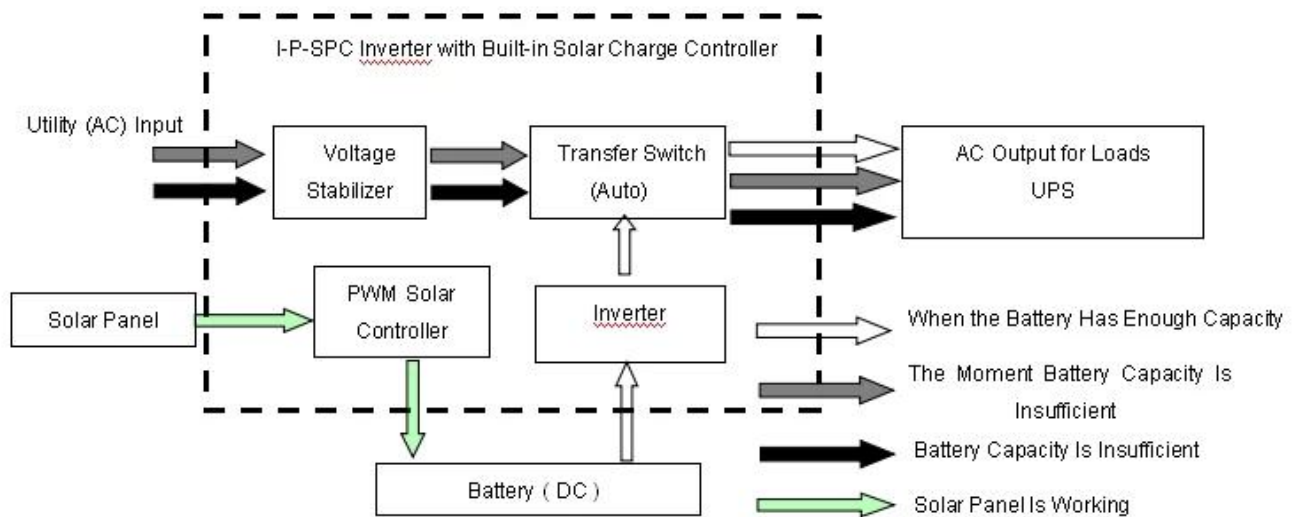 I-P-SPC Inverter with Built-in Solar Charge Controller
Utility (AC) Input
Voltage
Stabilizer
Transfer Switch
(Auto)
AC Output for Loads
UPS
Solar Panel
PWM Solar
Controller
Inverter
Battery ( DC )
When the Battery Has Enough Capacity
The Moment Battery Capacity Is
Insufficient
Battery Capacity Is Insufficient
Solar Panel Is Working